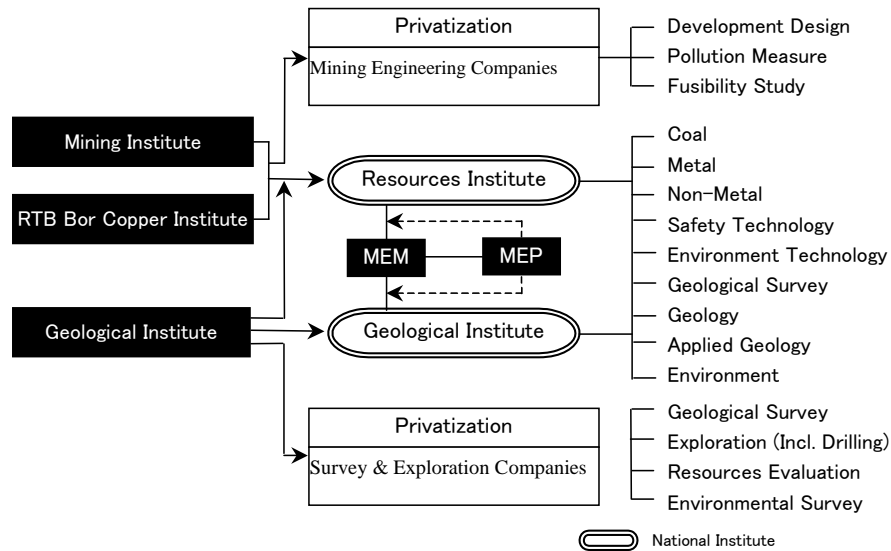 Privatization
Mining Engineering Companies
Development Design
Pollution Measure
Fusibility Study
Mining Institute
RTB Bor Copper Institute
Geological Institute
Resources Institute
MEM
MEP
Geological Institute
Coal
Metal
Non-Metal
Safety Technology
Environment Technology
Geological Survey
Geology
Applied Geology
Environment
Privatization
Survey & Exploration Companies
Geological Survey
Exploration (Incl. Drilling)
Resources Evaluation
Environmental Survey
National Institute